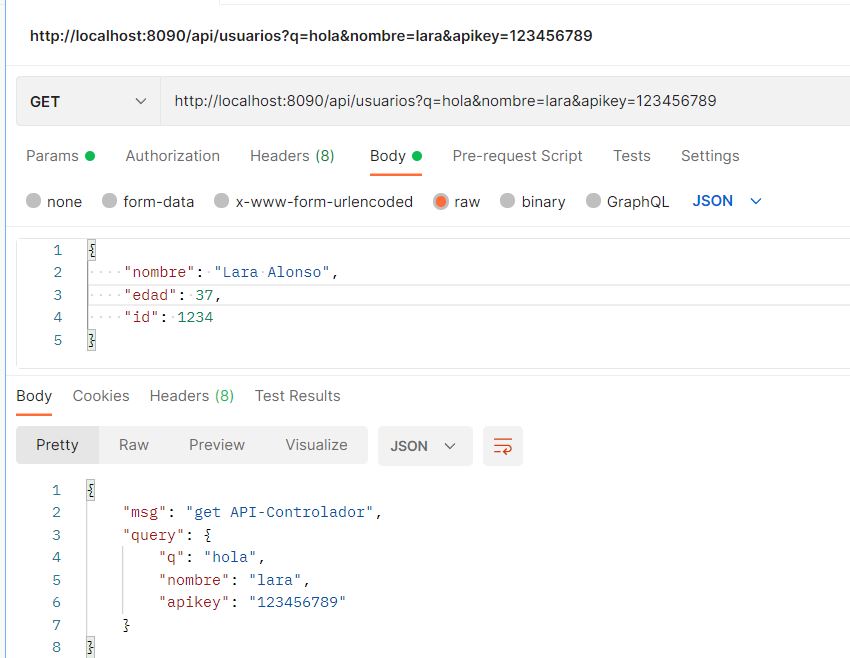 http://localhost:8090/api/usuarios?q=hola&nombre=lara&apikey=123456789
GET http://localhost:8090/api/usuarios?q=hola&nombre=lara&apikey=123456789
Params Authorization Headers (8) Body Pre-request Script Tests Settings
none form-data x-www-form-urlencoded raw binary GraphQL JSON
1 {
2 ····"nombre":·"Lara·Alonso",
3 ····"edad":·37,
4 ····"id":·1234
5 }
Body Cookies Headers (8) Test Results
Pretty Raw Preview Visualize JSON
1 {
2 "msg": "get API-Controlador",
3 "query": {
4 "q": "hola",
5 "nombre": "lara",
6 "apikey": "123456789"
7 }
8 }